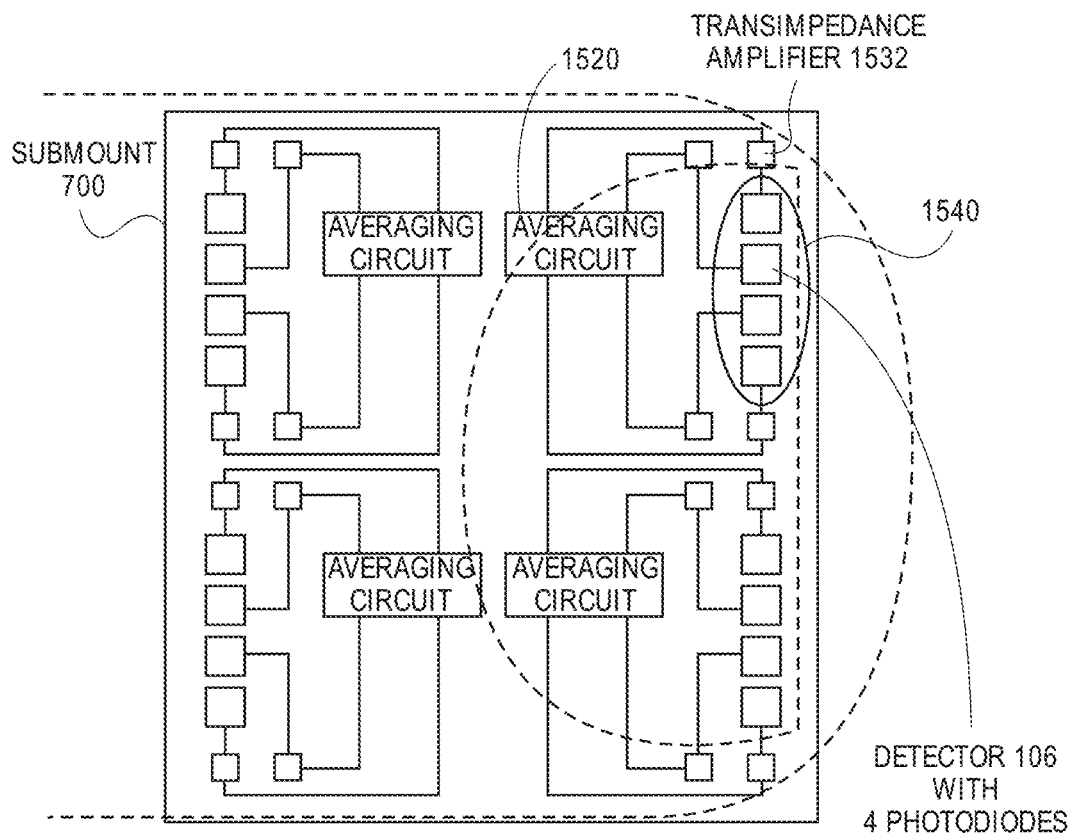 TRANSIMPEDANCE
AMPLIFIER 1532
1520
SUBMOUNT
700
1540
AVERAGING
CIRCUIT
AVERAGING
CIRCUIT
AVERAGING
CIRCUIT
AVERAGING
CIRCUIT
DETECTOR 106
WITH
4 PHOTODIODES